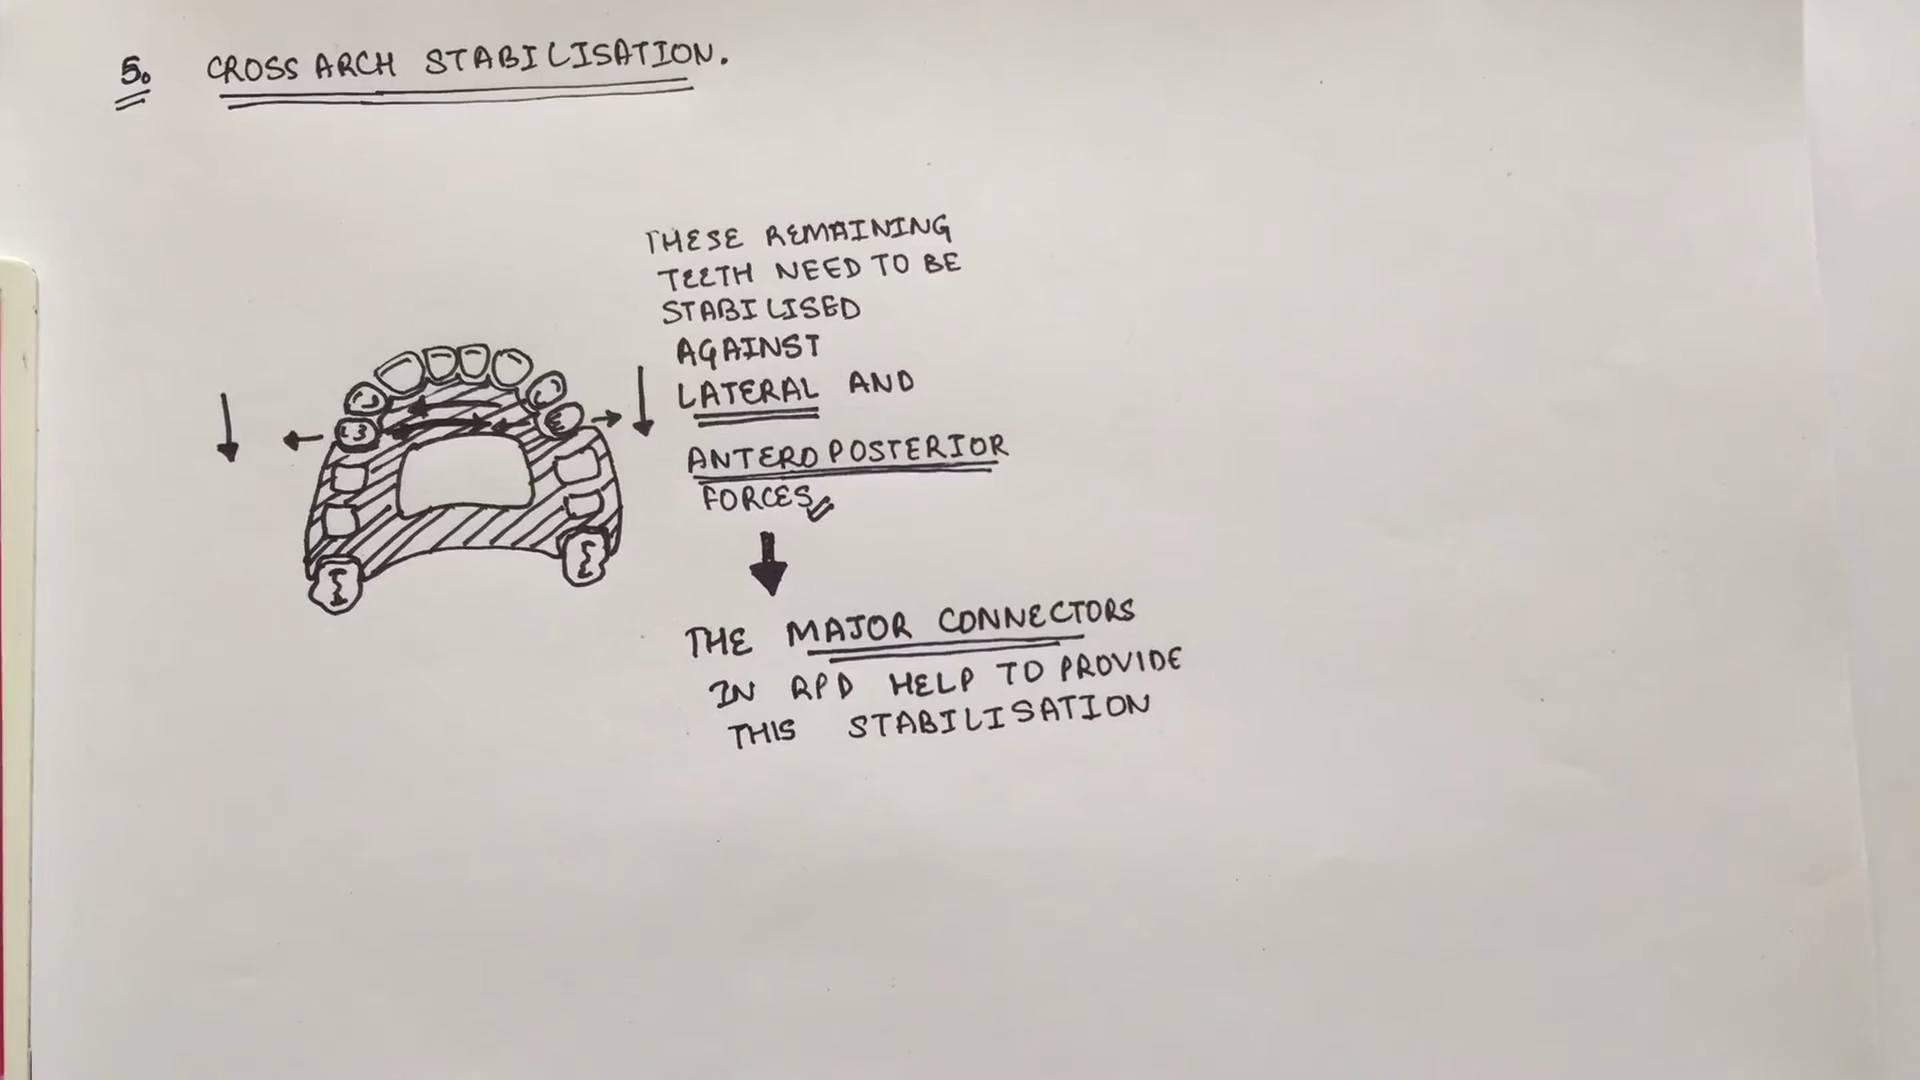 5. CROSS ARCH STABILISATION.
THESE REMAINING
TEETH NEED TO BE
STABILISED
AGAINST
LATERAL AND
ANTEROPOSTERIOR
FORCES
THE MAJOR CONNECTORS
IN RPD HELP TO PROVIDE
THIS STABILISATION